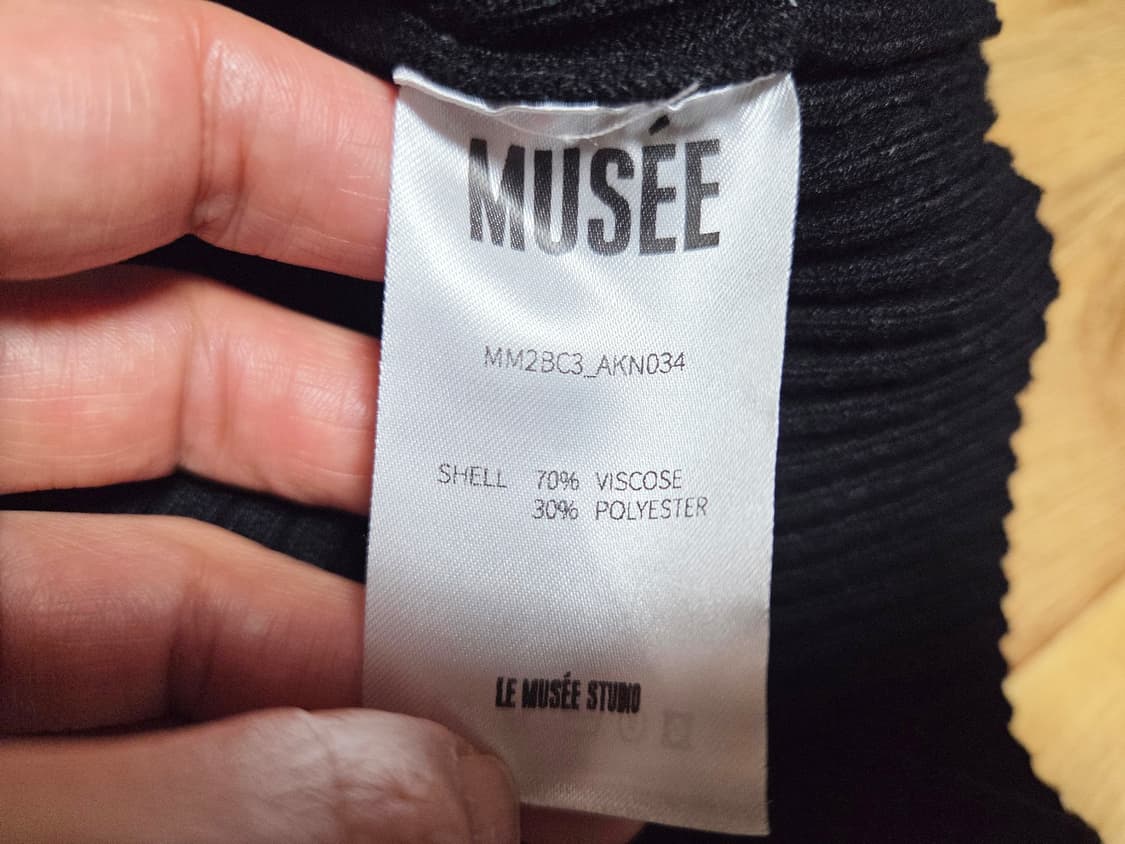 MUSÉE
MM2BC3_AKN034
SHELL 70% VISCOSE
30% POLYESTER
LE MUSÉE STUDIO